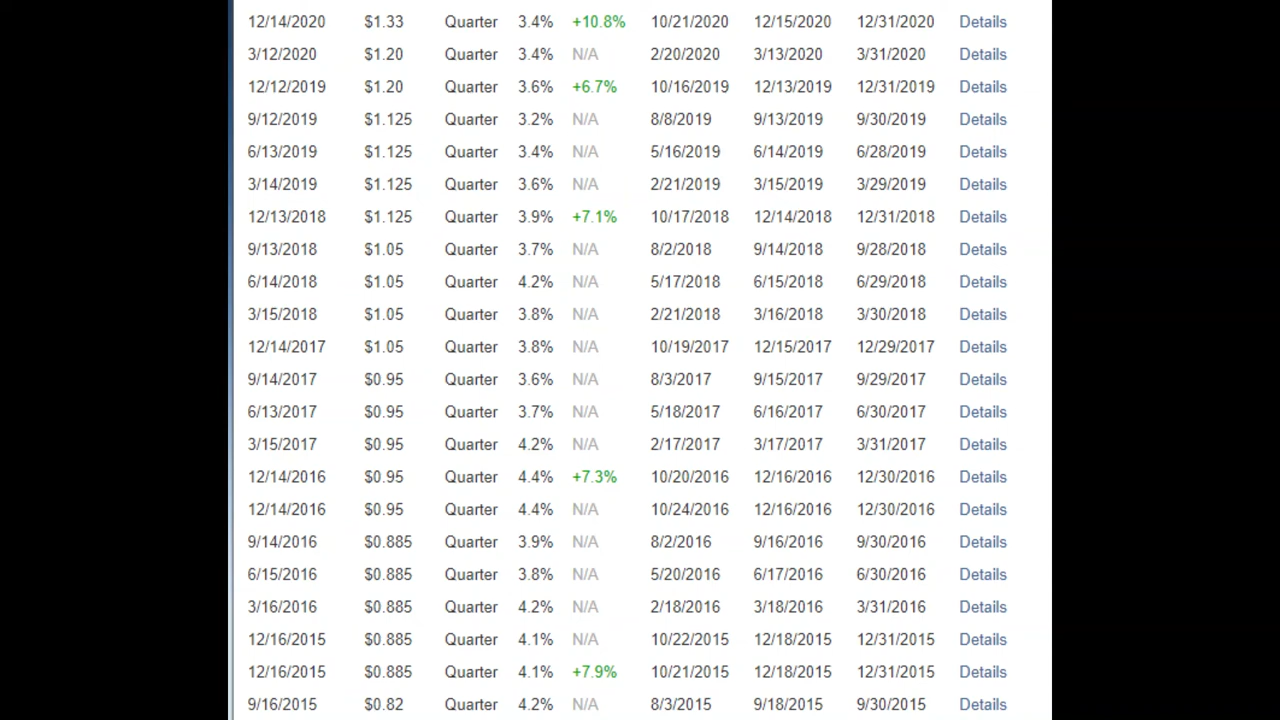 12/14/2020 $1.33 Quarter 3.4% +10.8% 10/21/2020 12/15/2020 12/31/2020 Details
3/12/2020 $1.20 Quarter 3.4% N/A 2/20/2020 3/13/2020 3/31/2020 Details
12/12/2019 $1.20 Quarter 3.6% +6.7% 10/16/2019 12/13/2019 12/31/2019 Details
9/12/2019 $1.125 Quarter 3.2% N/A 8/8/2019 9/13/2019 9/30/2019 Details
6/13/2019 $1.125 Quarter 3.4% N/A 5/16/2019 6/14/2019 6/28/2019 Details
3/14/2019 $1.125 Quarter 3.6% N/A 2/21/2019 3/15/2019 3/29/2019 Details
12/13/2018 $1.125 Quarter 3.9% +7.1% 10/17/2018 12/14/2018 12/31/2018 Details
9/13/2018 $1.05 Quarter 3.7% N/A 8/2/2018 9/14/2018 9/28/2018 Details
6/14/2018 $1.05 Quarter 4.2% N/A 5/17/2018 6/15/2018 6/29/2018 Details
3/15/2018 $1.05 Quarter 3.8% N/A 2/21/2018 3/16/2018 3/30/2018 Details
12/14/2017 $1.05 Quarter 3.8% N/A 10/19/2017 12/15/2017 12/29/2017 Details
9/14/2017 $0.95 Quarter 3.6% N/A 8/3/2017 9/15/2017 9/29/2017 Details
6/13/2017 $0.95 Quarter 3.7% N/A 5/18/2017 6/16/2017 6/30/2017 Details
3/15/2017 $0.95 Quarter 4.2% N/A 2/17/2017 3/17/2017 3/31/2017 Details
12/14/2016 $0.95 Quarter 4.4% +7.3% 10/20/2016 12/16/2016 12/30/2016 Details
12/14/2016 $0.95 Quarter 4.4% N/A 10/24/2016 12/16/2016 12/30/2016 Details
9/14/2016 $0.885 Quarter 3.9% N/A 8/2/2016 9/16/2016 9/30/2016 Details
6/15/2016 $0.885 Quarter 3.8% N/A 5/20/2016 6/17/2016 6/30/2016 Details
3/16/2016 $0.885 Quarter 4.2% N/A 2/18/2016 3/18/2016 3/31/2016 Details
12/16/2015 $0.885 Quarter 4.1% N/A 10/22/2015 12/18/2015 12/31/2015 Details
12/16/2015 $0.885 Quarter 4.1% +7.9% 10/21/2015 12/18/2015 12/31/2015 Details
9/16/2015 $0.82 Quarter 4.2% N/A 8/3/2015 9/18/2015 9/30/2015 Details